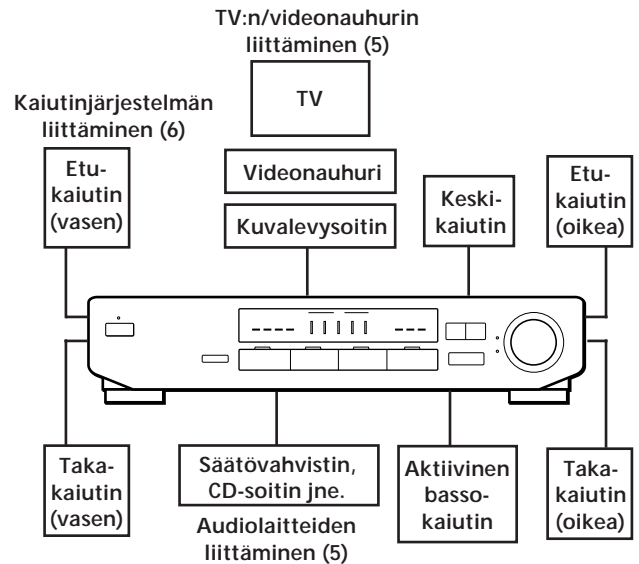 TV:n/videonauhurin
liittäminen (5)
TV
Kaiutinjärjestelmän
liittäminen (6)
Etu-
kaiutin
(vasen)
Videonauhuri
Kuvalevysoitin
Keski-
kaiutin
Etu-
kaiutin
(oikea)
Taka-
kaiutin
(vasen)
Säätövahvistin,
CD-soitin jne.
Audiolaitteiden
liittäminen (5)
Aktiivinen
basso-
kaiutin
Taka-
kaiutin
(oikea)